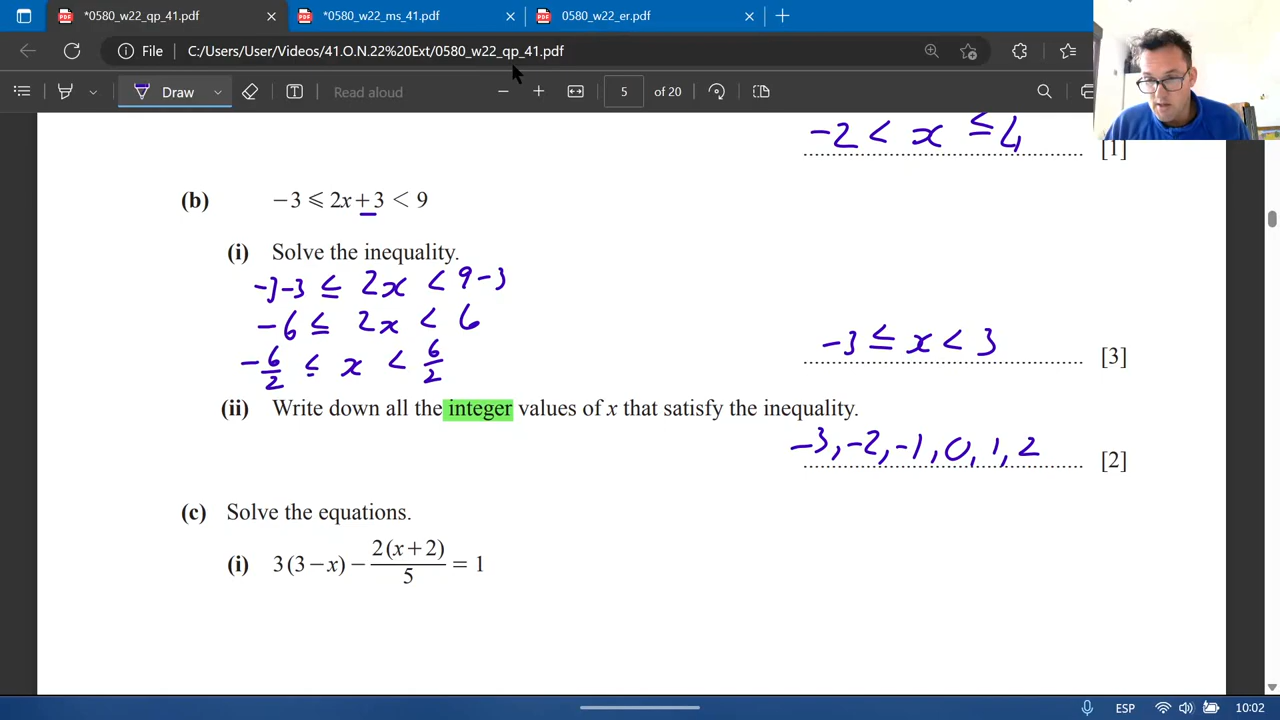 *0580_w22_qp_41.pdf
*0580_w22_ms_41.pdf
0580_w22_er.pdf
File C:/Users/User/Videos/41.O.N.22%20Ext/0580_w22_qp_41.pdf
Draw
Read aloud
5 of 20
-2 < x ≤ 4
[1]
(b) −3 ⩽ 2x + 3 < 9
(i) Solve the inequality.
-3-3 ≤ 2x < 9-3
-6 ≤ 2x < 6
-6/2 ≤ x < 6/2
-3 ≤ x < 3 [3]
(ii) Write down all the integer values of x that satisfy the inequality.
-3, -2, -1, 0, 1, 2 [2]
(c) Solve the equations.
(i) 3(3−x) − 2(x+2)/5 = 1
ESP 10:02